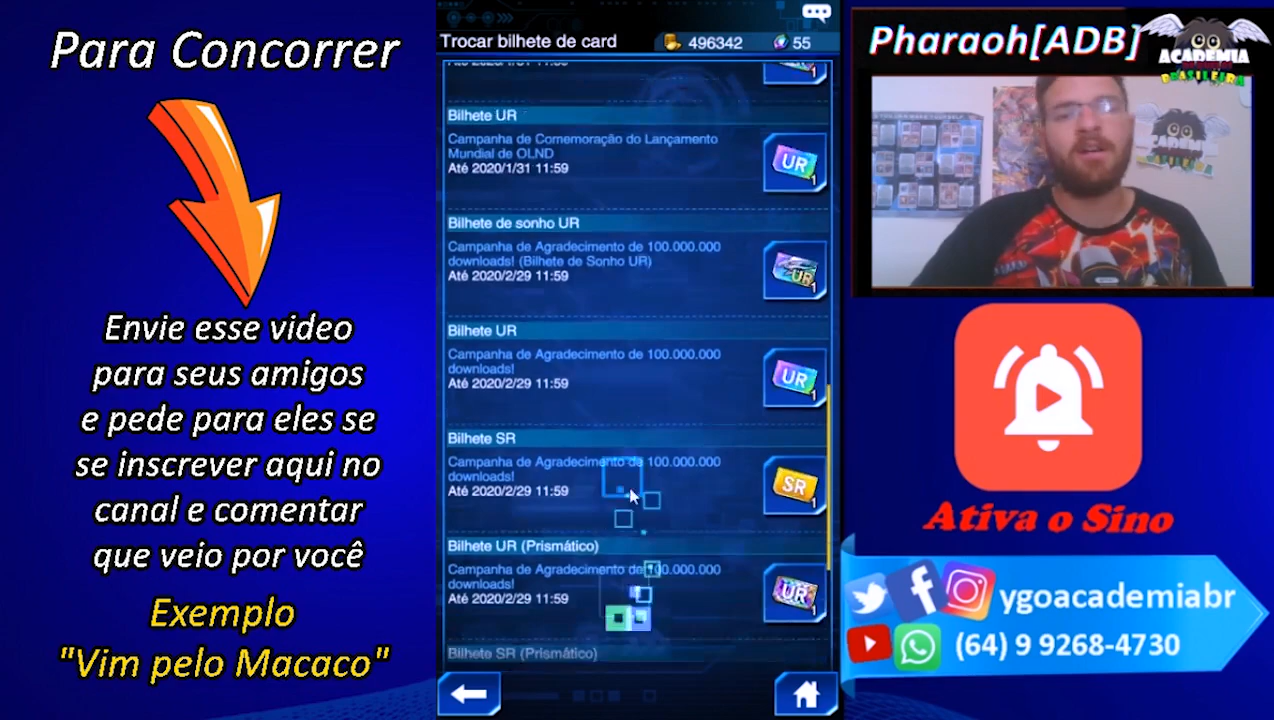 Para Concorrer
Envie esse video
para seus amigos
e pede para eles se
se inscrever aqui no
canal e comentar
que veio por você
Exemplo
"Vim pelo Macaco"
Trocar bilhete de card
496342
55
1
Bilhete UR
Campanha de Comemoração do Lançamento
Mundial de OLND
Até 2020/1/31 11:59
UR
1
Bilhete de sonho UR
Campanha de Agradecimento de 100.000.000
downloads! (Bilhete de Sonho UR)
Até 2020/2/29 11:59
UR
1
Bilhete UR
Campanha de Agradecimento de 100.000.000
downloads!
Até 2020/2/29 11:59
UR
1
Bilhete SR
Campanha de Agradecimento de 100.000.000
downloads!
Até 2020/2/29 11:59
SR
1
Bilhete UR (Prismático)
Campanha de Agradecimento de 100.000.000
downloads!
Até 2020/2/29 11:59
UR
1
Bilhete SR (Prismático)
Pharaoh[ADB]
ACADEMIA
BRASILEIRA
Ativa o Sino
ygoacademiabr
(64) 9 9268-4730